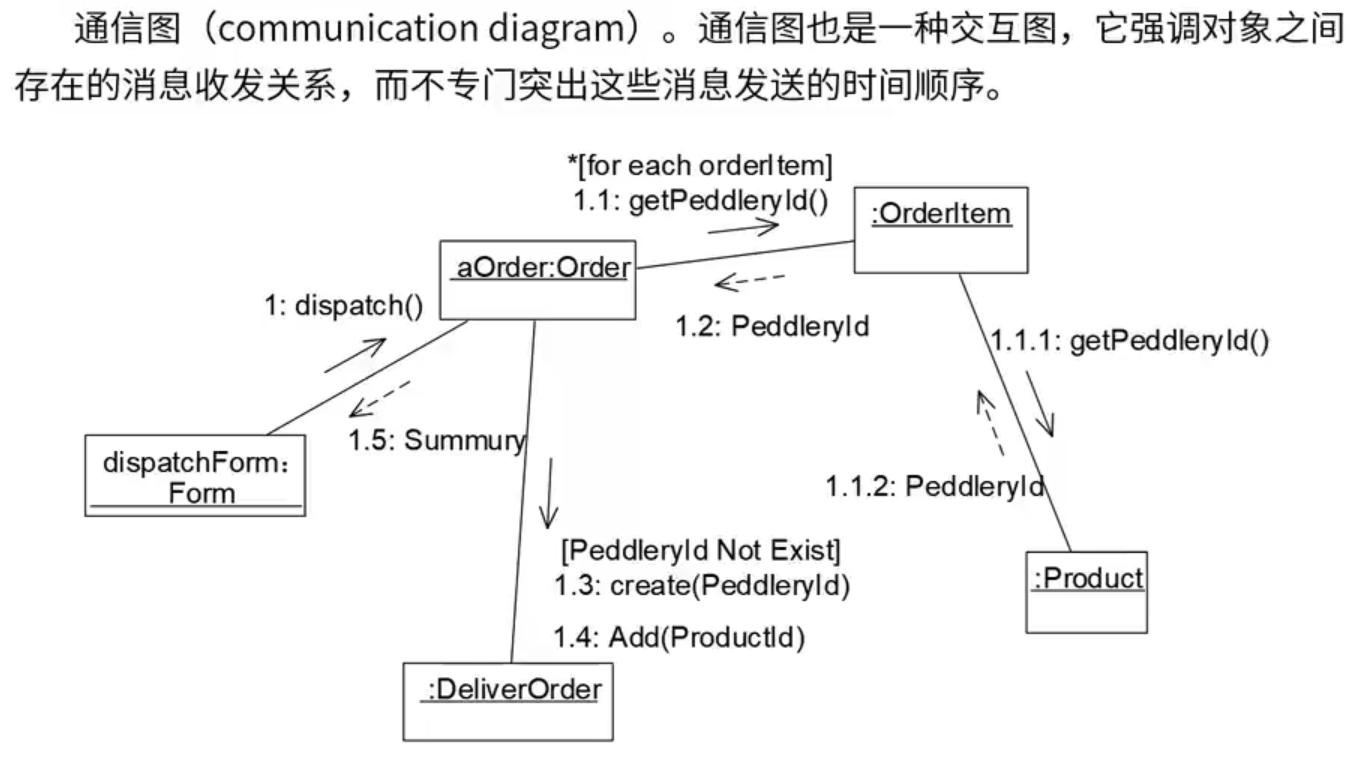 通信图（communication diagram）。通信图也是一种交互图，它强调对象之间
存在的消息收发关系，而不专门突出这些消息发送的时间顺序。
*[for each orderItem]
1.1: getPeddleryId()
:OrderItem
aOrder:Order
1: dispatch()
1.2: PeddleryId
1.1.1: getPeddleryId()
1.5: Summury
dispatchForm：
Form
1.1.2: PeddleryId
[PeddleryId Not Exist]
1.3: create(PeddleryId)
:Product
1.4: Add(ProductId)
:DeliverOrder